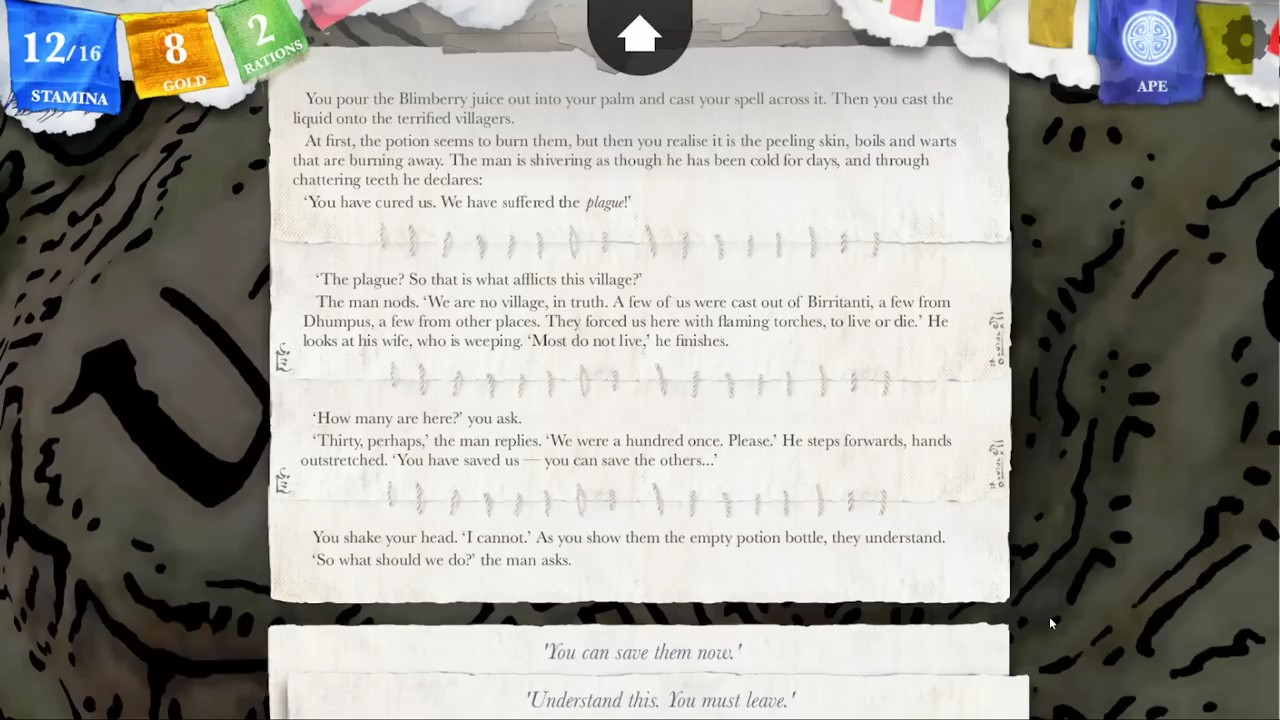 12/16
STAMINA
8
GOLD
2
RATIONS
APE
You pour the Blimberry juice out into your palm and cast your spell across it. Then you cast the
liquid onto the terrified villagers.
At first, the potion seems to burn them, but then you realise it is the peeling skin, boils and warts
that are burning away. The man is shivering as though he has been cold for days, and through
chattering teeth he declares:
‘You have cured us. We have suffered the plague!’
‘The plague? So that is what afflicts this village?’
The man nods. ‘We are no village, in truth. A few of us were cast out of Birritanti, a few from
Dhumpus, a few from other places. They forced us here with flaming torches, to live or die.’ He
looks at his wife, who is weeping. ‘Most do not live,’ he finishes.
‘How many are here?’ you ask.
‘Thirty, perhaps,’ the man replies. ‘We were a hundred once. Please.’ He steps forwards, hands
outstretched. ‘You have saved us — you can save the others...’
You shake your head. ‘I cannot.’ As you show them the empty potion bottle, they understand.
‘So what should we do?’ the man asks.
'You can save them now.'
'Understand this. You must leave.'